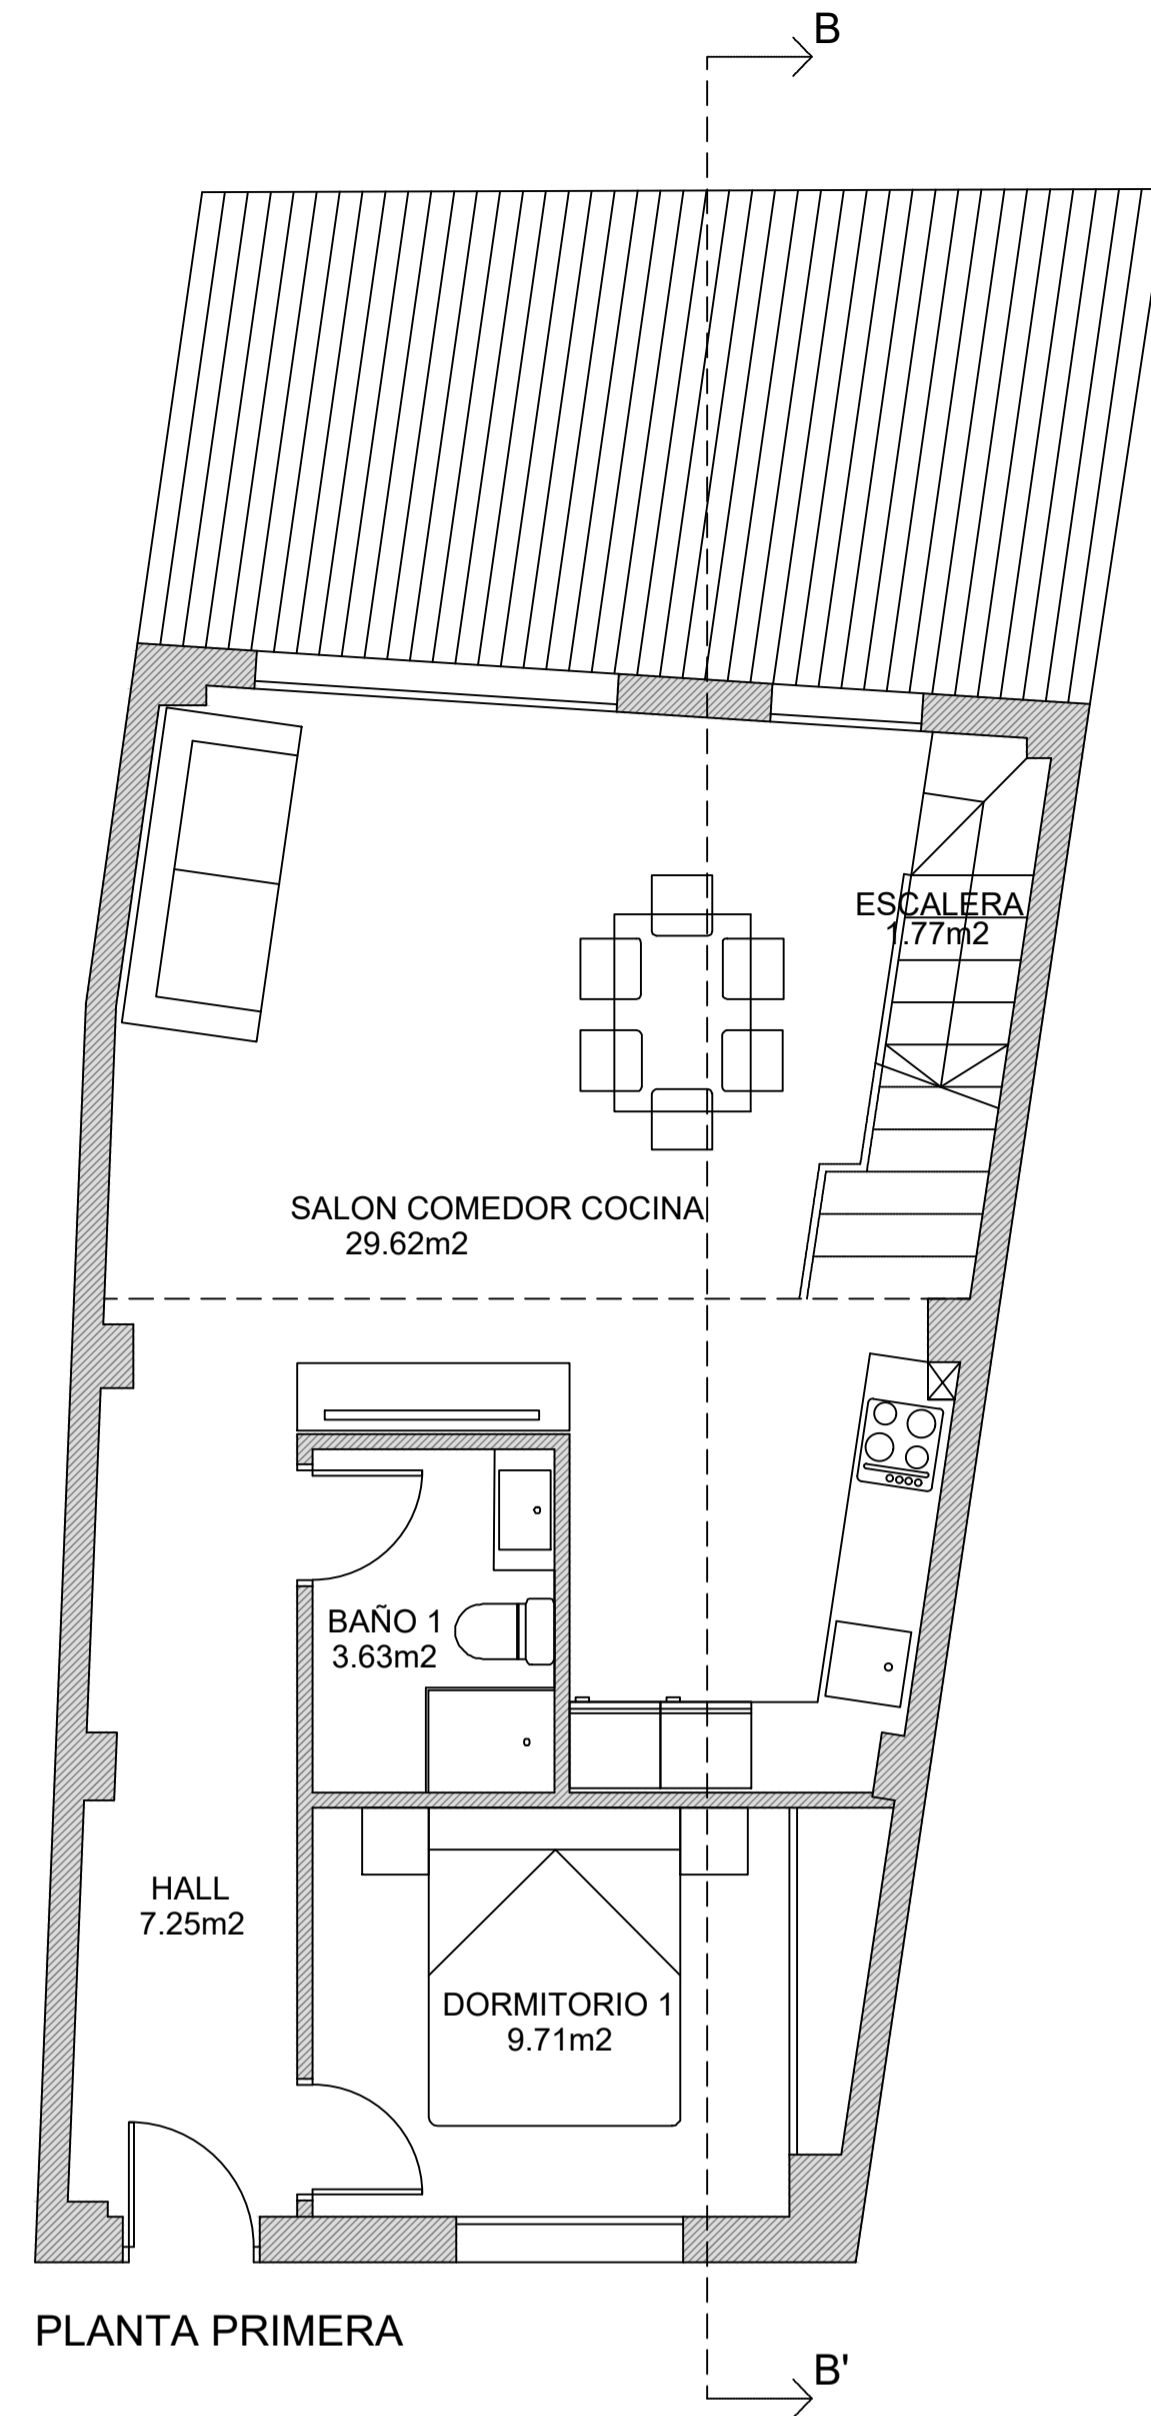 B
ESCALERA
1.77m2
SALON COMEDOR COCINA
29.62m2
BAÑO 1
3.63m2
HALL
7.25m2
DORMITORIO 1
9.71m2
PLANTA PRIMERA
B'